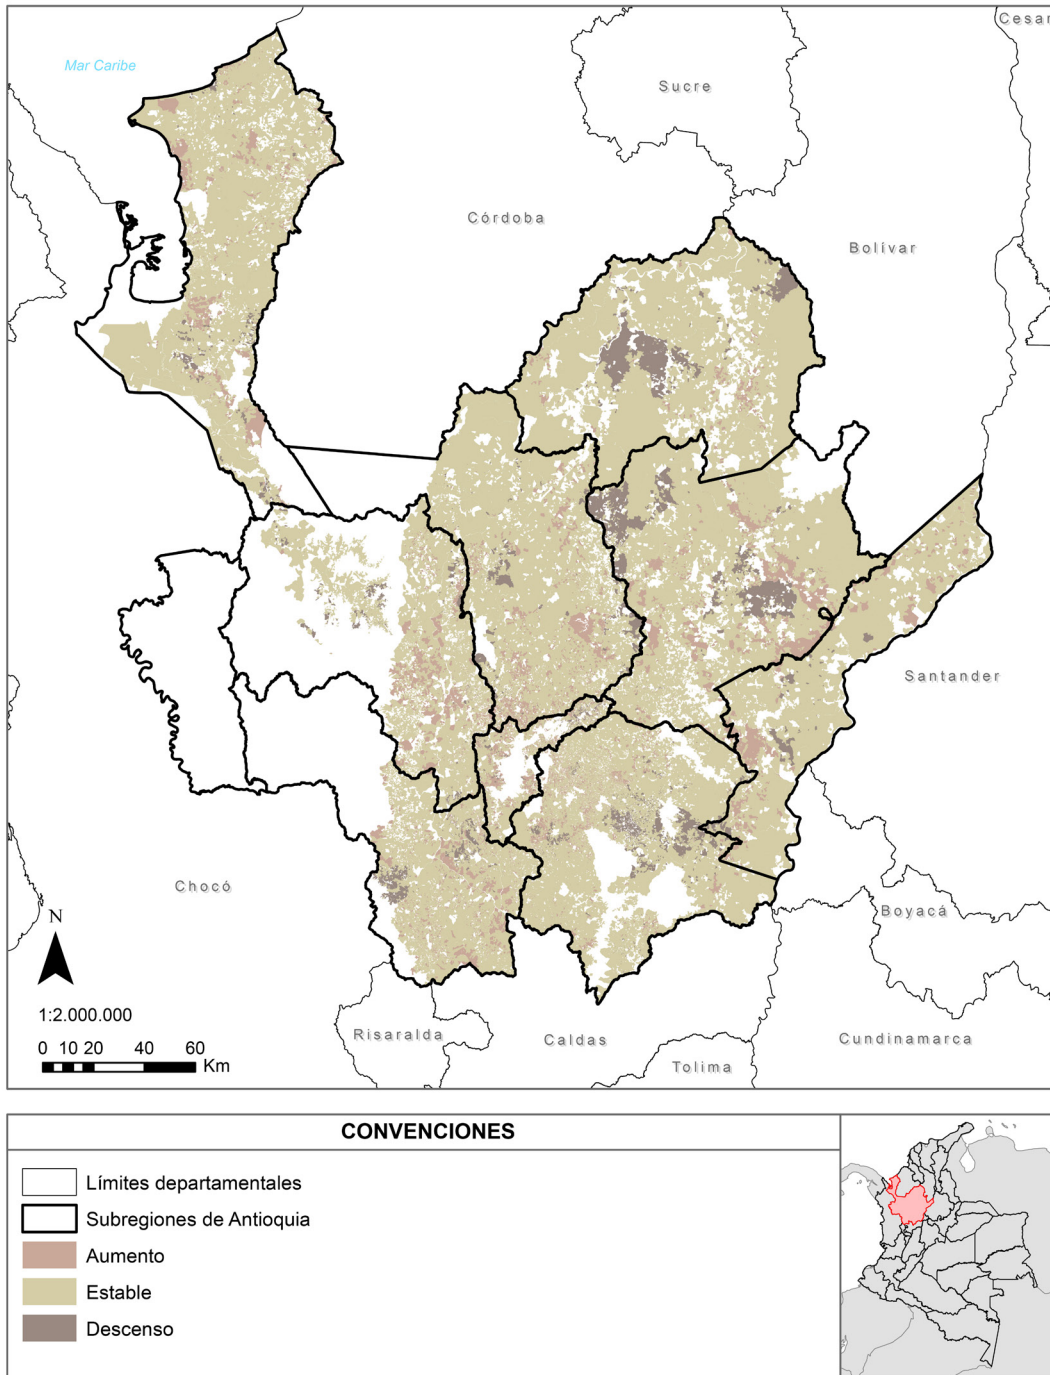 Cesar
Mar Caribe
Sucre
Córdoba
Bolívar
Santander
Chocó
Boyacá
N
1:2.000.000
Risaralda
Caldas
Cundinamarca
Tolima
0 10 20 40 60
Km
CONVENCIONES
Límites departamentales
Subregiones de Antioquia
Aumento
Estable
Descenso